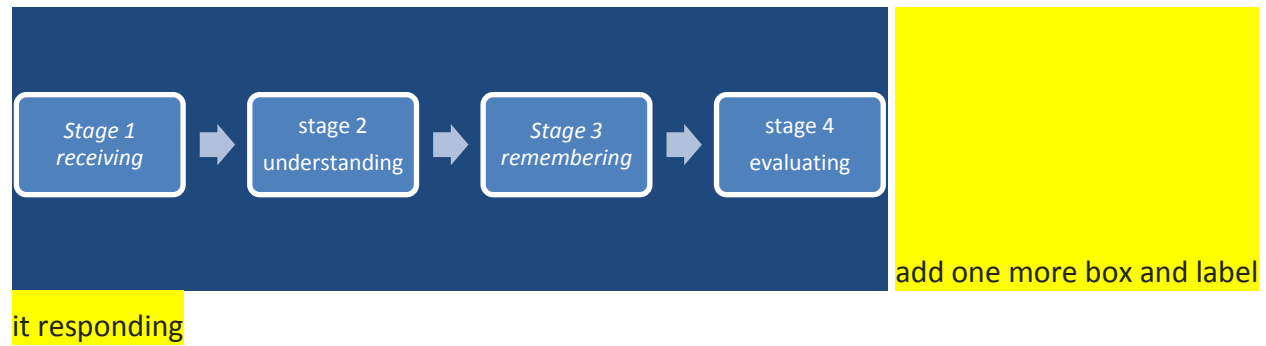 Stage 1
receiving
stage 2
understanding
Stage 3
remembering
stage 4
evaluating
add one more box and label
it responding